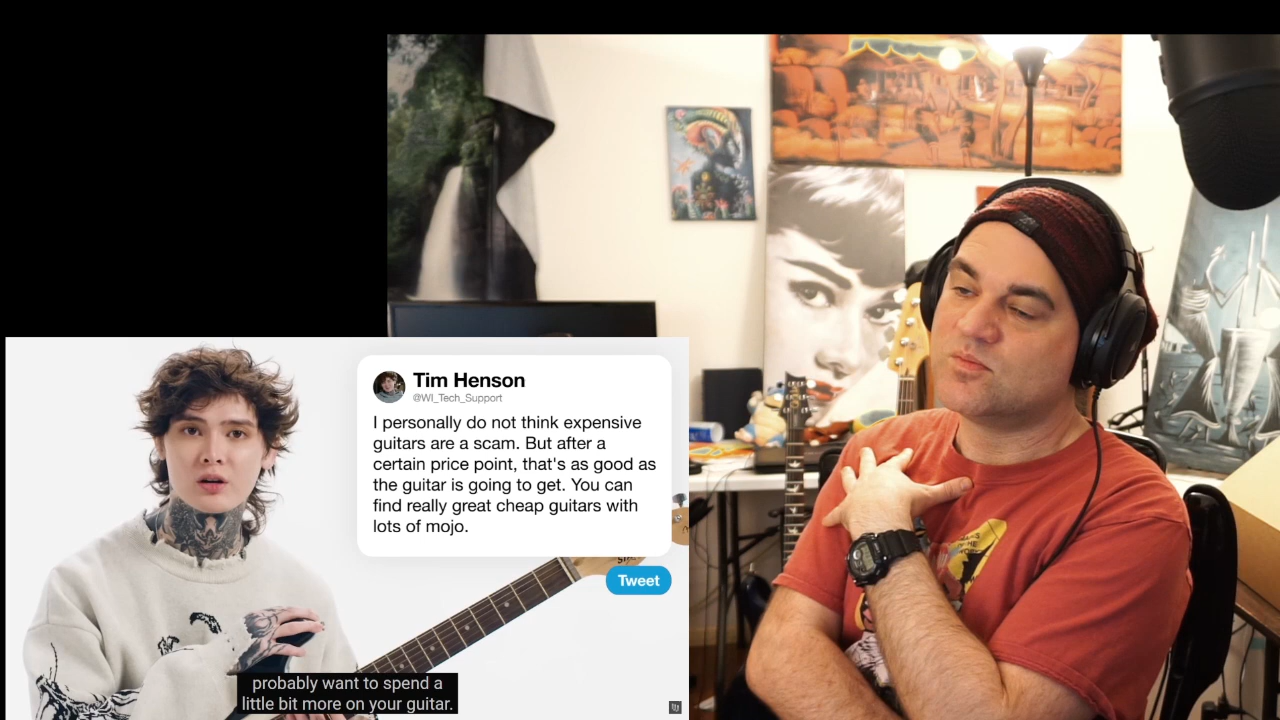 Tim Henson
@WI_Tech_Support
I personally do not think expensive
guitars are a scam. But after a
certain price point, that's as good as
the guitar is going to get. You can
find really great cheap guitars with
lots of mojo.
Tweet
probably want to spend a
little bit more on your guitar.